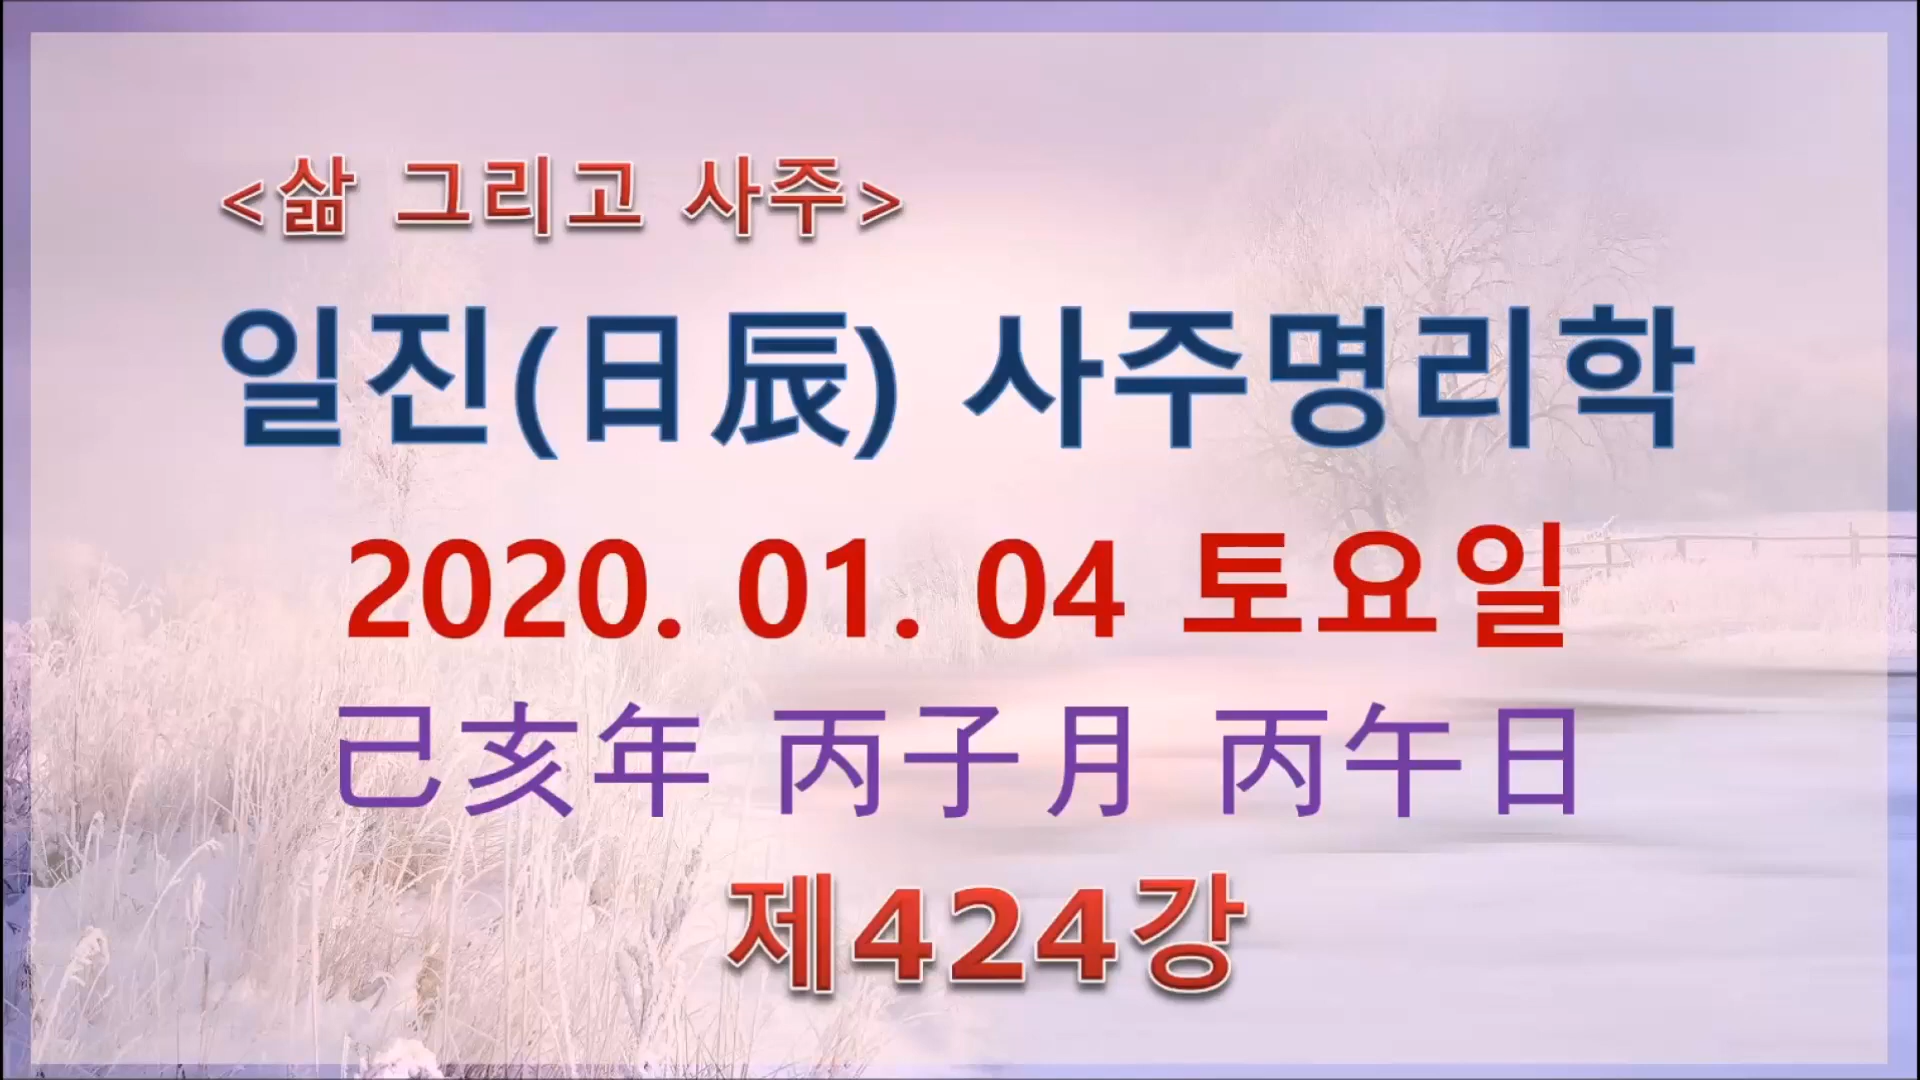 <삶 그리고 사주>
일진(日辰) 사주명리학
2020. 01. 04 토요일
己亥年 丙子月 丙午日
제424강